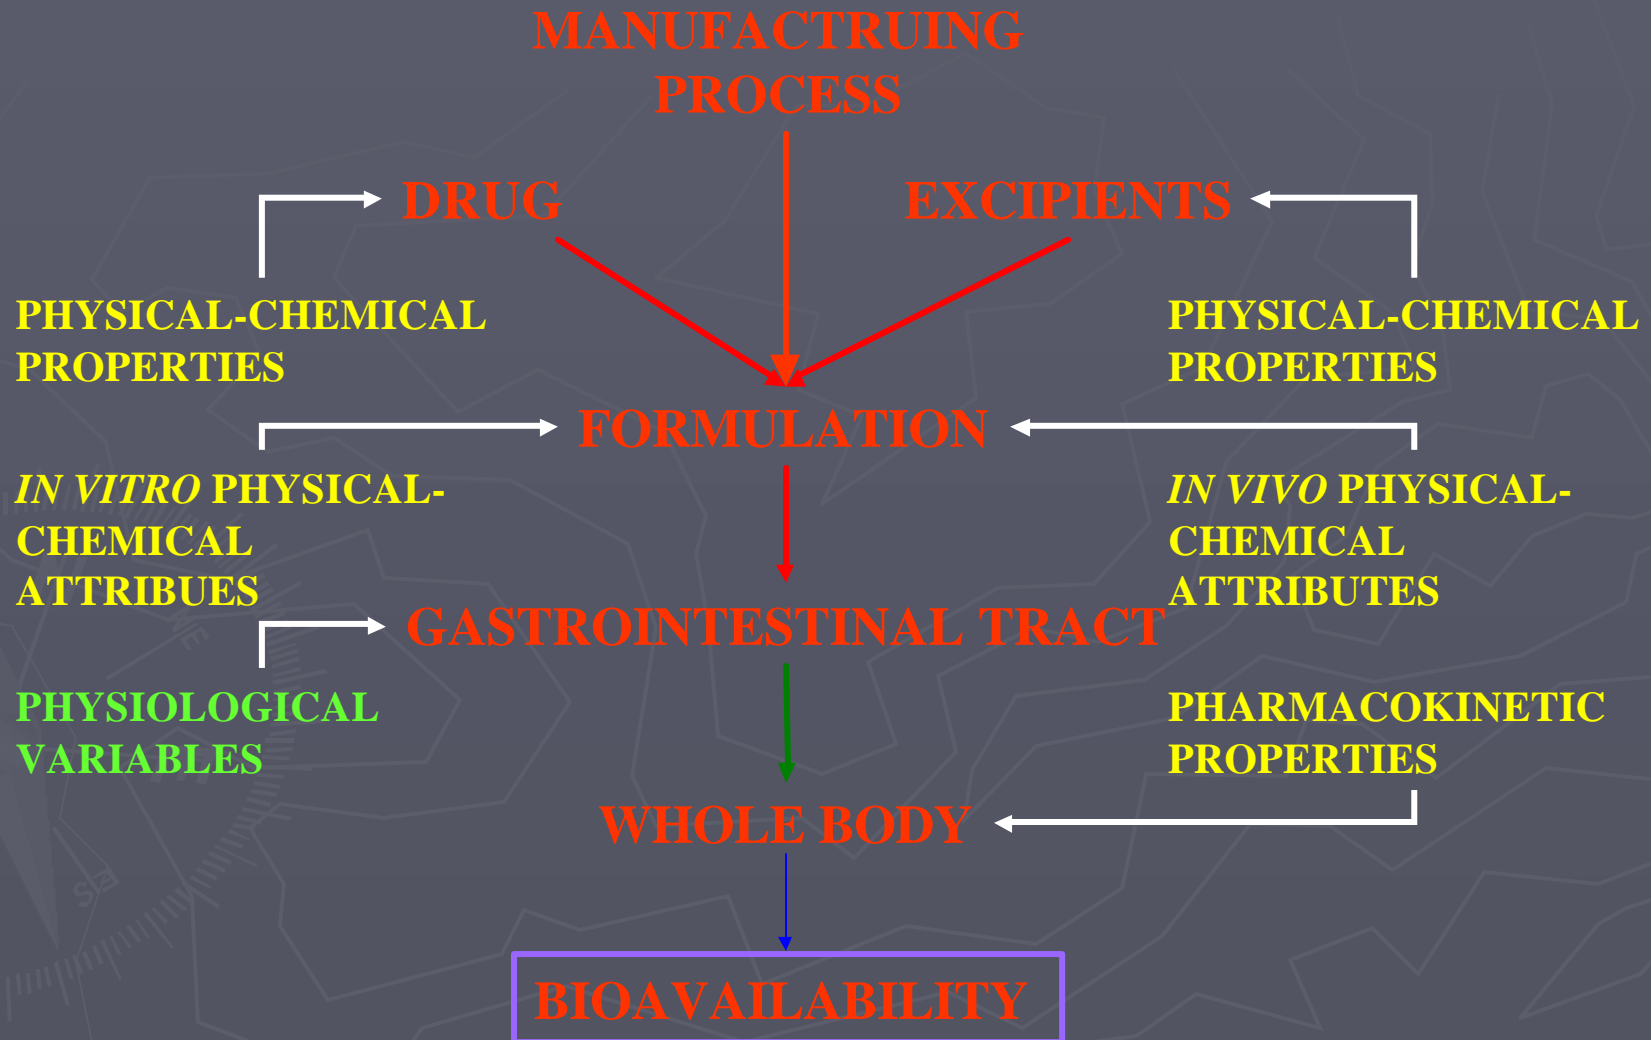 MANUFACTRUING
PROCESS
DRUG
EXCIPIENTS
PHYSICAL-CHEMICAL
PROPERTIES
PHYSICAL-CHEMICAL
PROPERTIES
FORMULATION
IN VITRO PHYSICAL-
CHEMICAL
ATTRIBUES
IN VIVO PHYSICAL-
CHEMICAL
ATTRIBUTES
GASTROINTESTINAL TRACT
PHYSIOLOGICAL
VARIABLES
PHARMACOKINETIC
PROPERTIES
WHOLE BODY
BIOAVAILABILITY